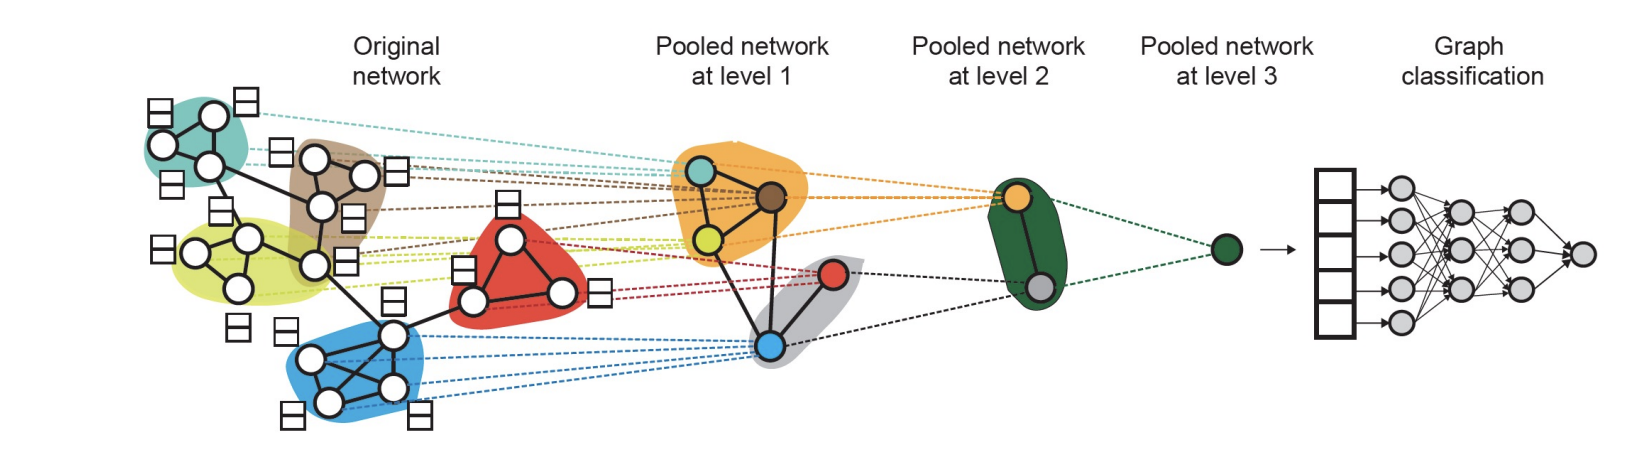 Original
network
Pooled network
at level 1
Pooled network
at level 2
Pooled network
at level 3
Graph
classification